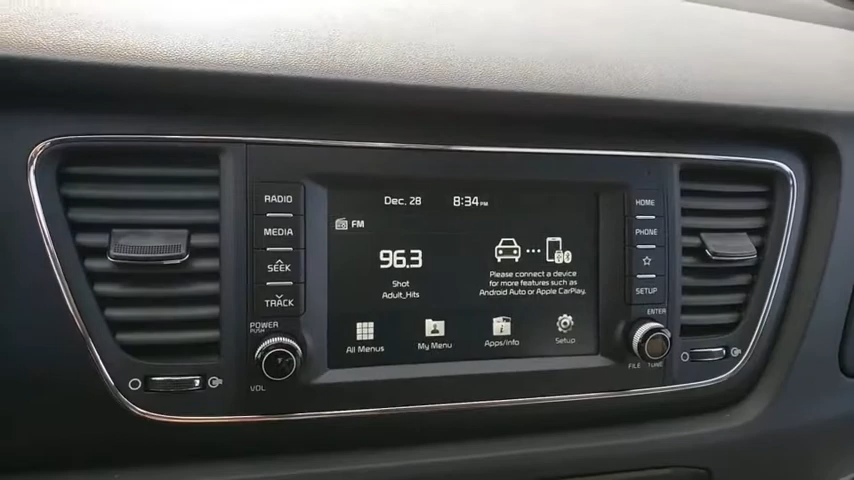 RADIO
MEDIA
SEEK
TRACK
POWER
PUSH
VOL
Dec. 28 8:34PM
FM
96.3
Shot
Adult_Hits
Please connect a device
for more features such as
Android Auto or Apple CarPlay.
All Menus
My Menu
Apps/Info
Setup
HOME
PHONE
SETUP
ENTER
FILE TUNE